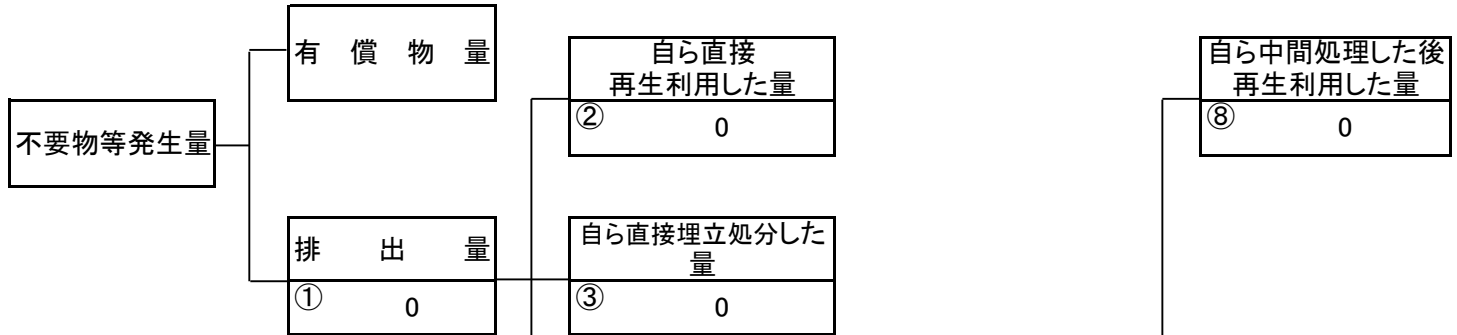 有償物量
自ら直接
再生利用した量
② 0
自ら中間処理した後
再生利用した量
⑧ 0
不要物等発生量
排出量
① 0
自ら直接埋立処分した
量
③ 0